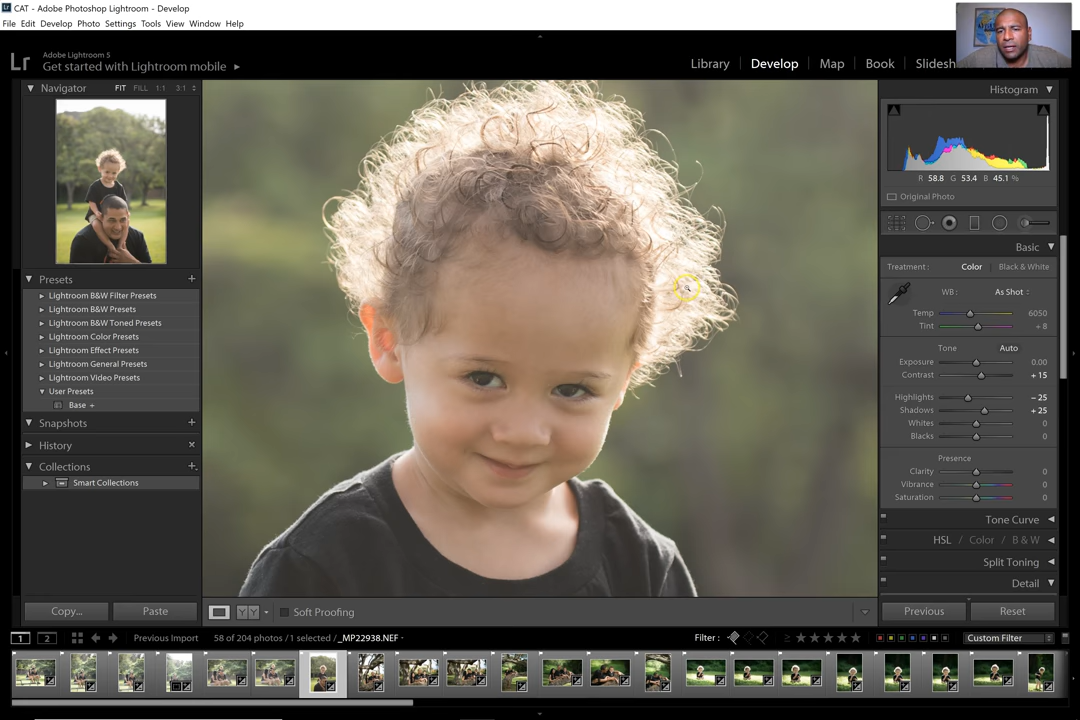 CAT - Adobe Photoshop Lightroom - Develop
File Edit Develop Photo Settings Tools View Window Help
Lr
Adobe Lightroom 5
Get started with Lightroom mobile
Library
Develop
Map
Book
Slidesh
Navigator
FIT FILL 1:1 3:1
Presets
Lightroom B&W Filter Presets
Lightroom B&W Presets
Lightroom B&W Toned Presets
Lightroom Color Presets
Lightroom Effect Presets
Lightroom General Presets
Lightroom Video Presets
User Presets
Base +
Snapshots
History
Collections
Smart Collections
Copy...
Paste
Soft Proofing
Histogram
R 58.8 G 53.4 B 45.1 %
Original Photo
Basic
Treatment : Color Black & White
WB : As Shot
Temp 6050
Tint + 8
Tone Auto
Exposure 0.00
Contrast + 15
Highlights − 25
Shadows + 25
Whites 0
Blacks 0
Presence
Clarity 0
Vibrance 0
Saturation 0
Tone Curve
HSL / Color / B & W
Split Toning
Detail
Previous
Reset
1 2
Previous Import
58 of 204 photos / 1 selected / _MP22938.NEF
Filter :
Custom Filter